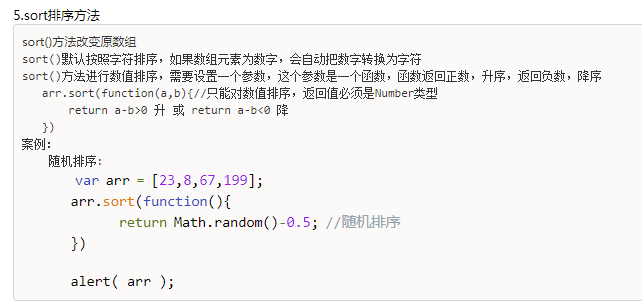 5.sort排序方法
sort()方法改变原数组
sort()默认按照字符排序，如果数组元素为数字，会自动把数字转换为字符
sort()方法进行数值排序，需要设置一个参数，这个参数是一个函数，函数返回正数，升序，返回负数，降序
arr.sort(function(a,b){//只能对数值排序，返回值必须是Number类型
return a-b>0 升 或 return a-b<0 降
})
案例：
随机排序：
var arr = [23,8,67,199];
arr.sort(function(){
return Math.random()-0.5; //随机排序
})
alert( arr );